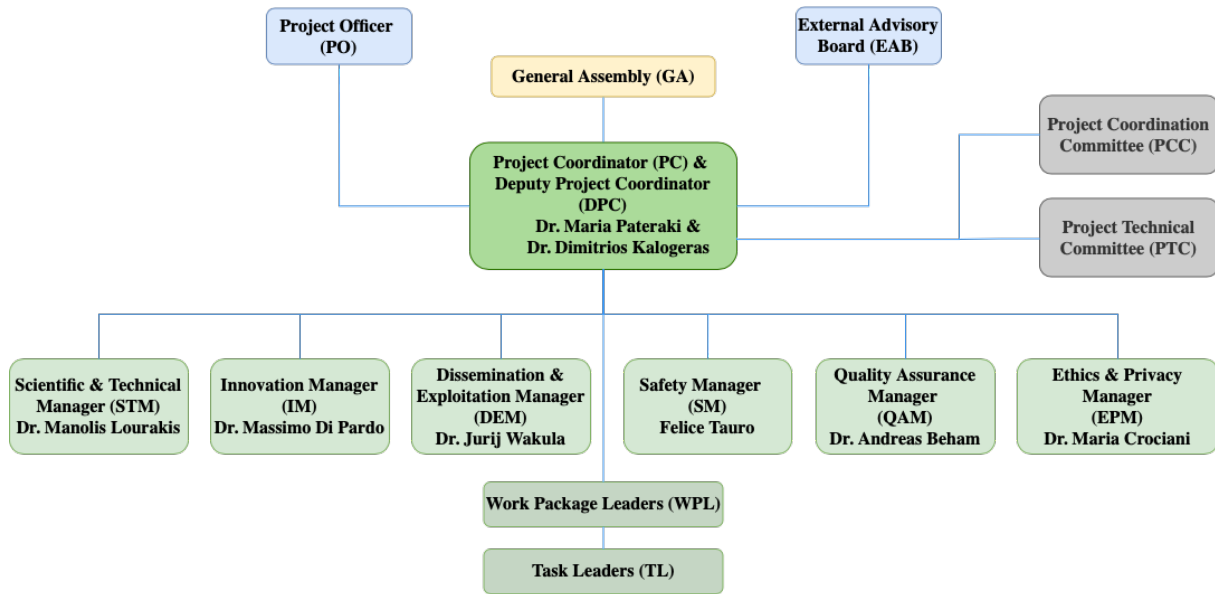 Project Officer
(PO)
External Advisory
Board (EAB)
General Assembly (GA)
Project Coordination
Committee (PCC)
Project Coordinator (PC) &
Deputy Project Coordinator
(DPC)
Dr. Maria Pateraki &
Dr. Dimitrios Kalogeras
Project Technical
Committee (PTC)
Scientific & Technical
Manager (STM)
Dr. Manolis Lourakis
Innovation Manager
(IM)
Dr. Massimo Di Pardo
Dissemination &
Exploitation Manager
(DEM)
Dr. Jurij Wakula
Safety Manager
(SM)
Felice Tauro
Quality Assurance
Manager
(QAM)
Dr. Andreas Beham
Ethics & Privacy
Manager
(EPM)
Dr. Maria Crociani
Work Package Leaders (WPL)
Task Leaders (TL)